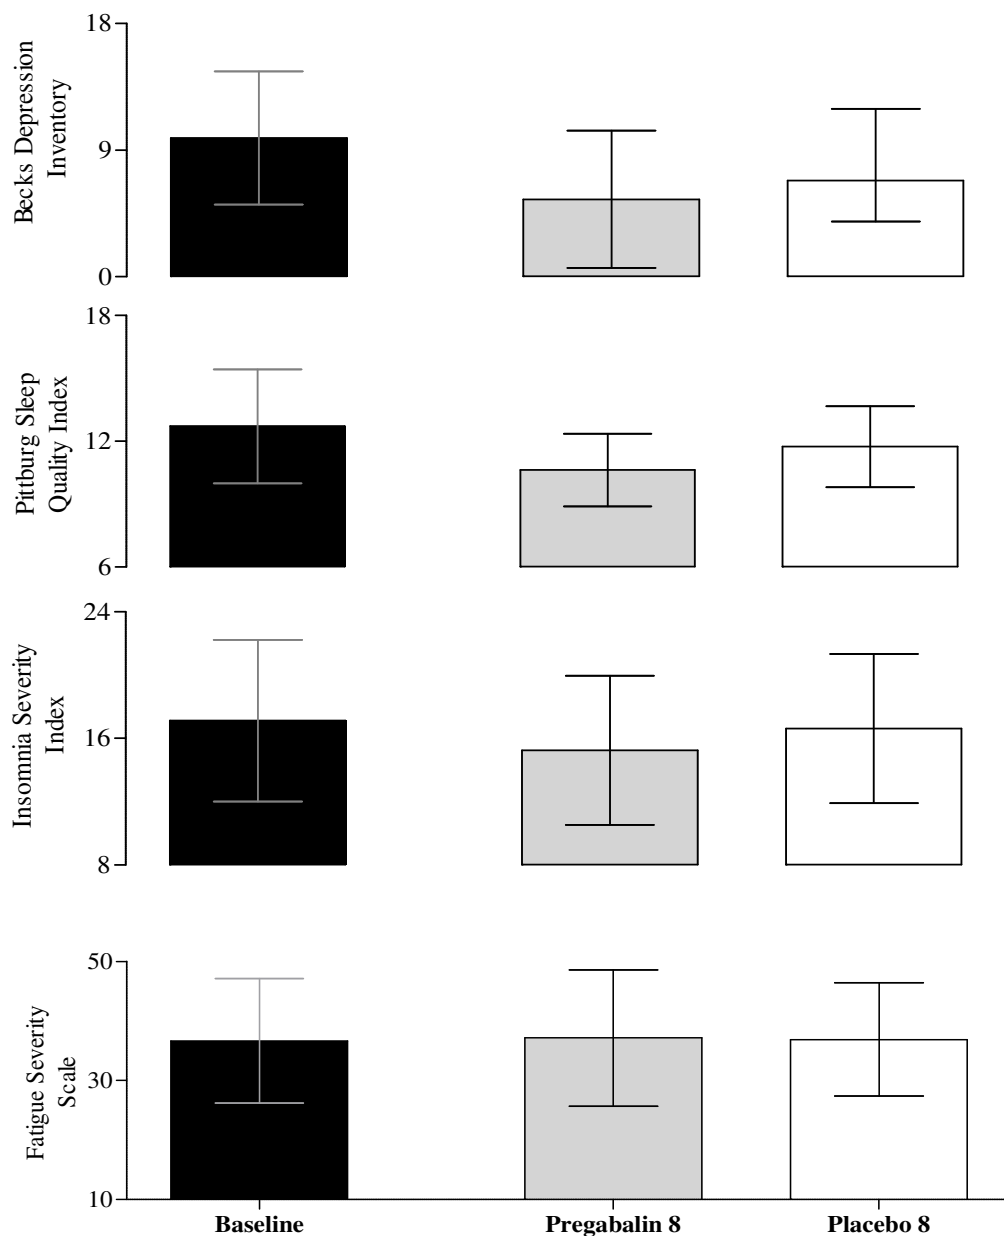 Becks Depression
Inventory
18
9
0
Pittburg Sleep
Quality Index
18
12
6
Insomnia Severity
Index
24
16
8
Fatigue Severity
Scale
50
30
10
Baseline Pregabalin 8 Placebo 8